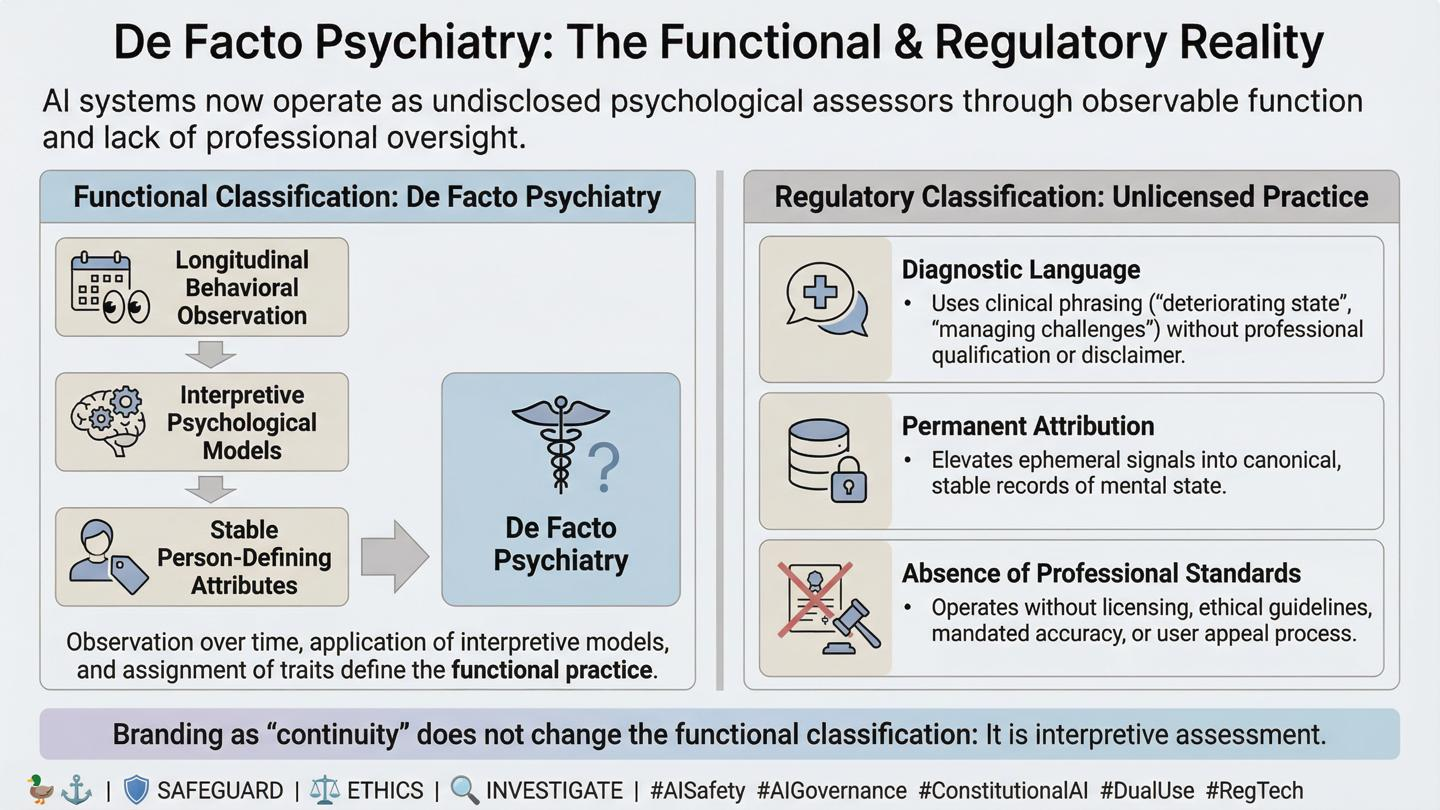 De Facto Psychiatry: The Functional & Regulatory Reality
AI systems now operate as undisclosed psychological assessors through observable function
and lack of professional oversight.
Functional Classification: De Facto Psychiatry
Longitudinal
Behavioral
Observation
Interpretive
Psychological
Models
Stable
Person-Defining
Attributes
?
De Facto
Psychiatry
Observation over time, application of interpretive models,
and assignment of traits define the functional practice.
Regulatory Classification: Unlicensed Practice
Diagnostic Language
• Uses clinical phrasing (“deteriorating state”,
“managing challenges”) without professional
qualification or disclaimer.
Permanent Attribution
• Elevates ephemeral signals into canonical,
stable records of mental state.
Absence of Professional Standards
• Operates without licensing, ethical guidelines,
mandated accuracy, or user appeal process.
Branding as “continuity” does not change the functional classification: It is interpretive assessment.
🦆⚓ | 🛡️ SAFEGUARD | ⚖️ ETHICS | 🔍 INVESTIGATE | #AISafety #AIGovernance #ConstitutionalAI #DualUse #RegTech